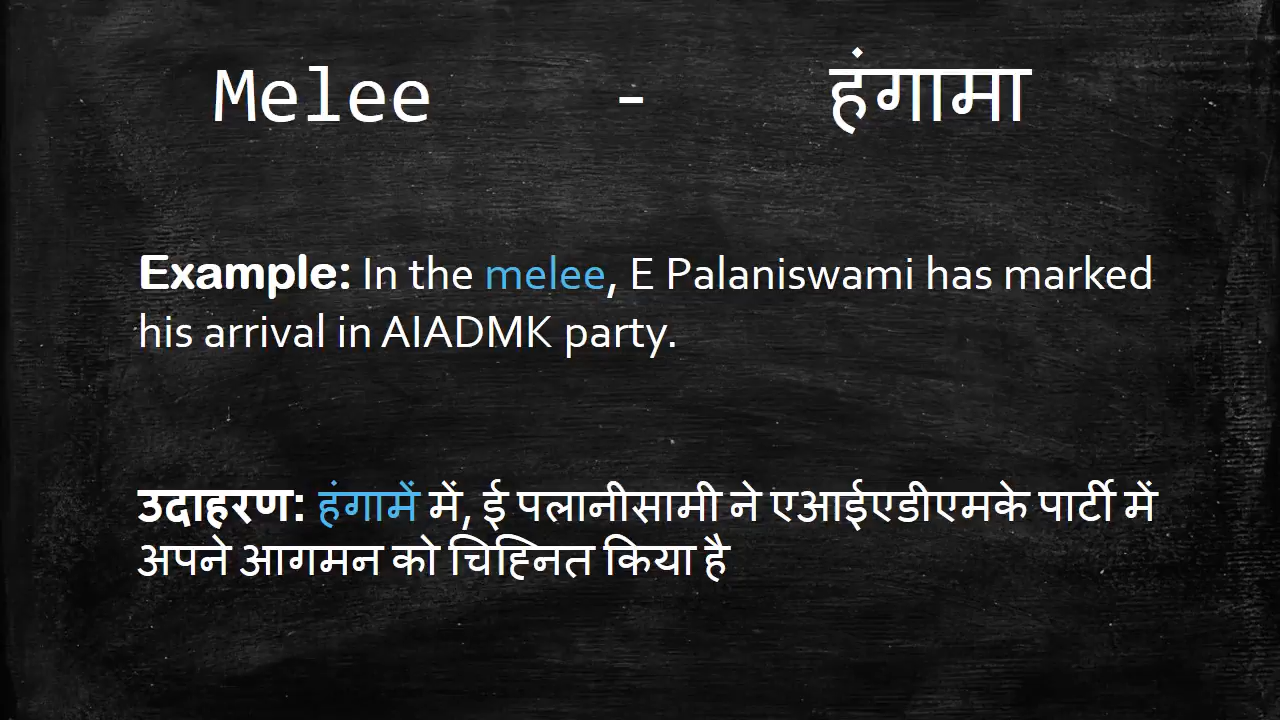 Melee - हंगामा
Example: In the melee, E Palaniswami has marked
his arrival in AIADMK party.
उदाहरण: हंगामें में, ई पलानीसामी ने एआईएडीएमके पार्टी में
अपने आगमन को चिह्नित किया है